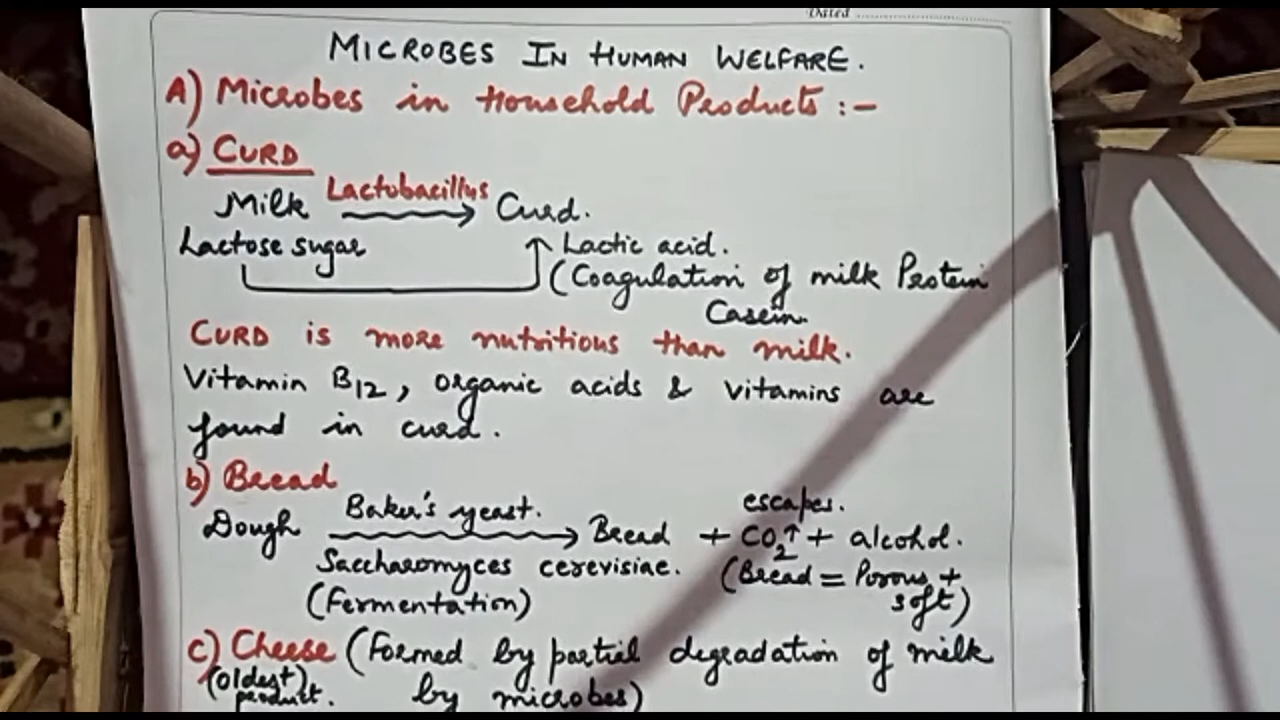 Dated
MICROBES IN HUMAN WELFARE.
A) Microbes in Household Products :-
a) CURD
Milk Lactobacillus → Curd.
Lactose sugar ↑ Lactic acid.
(Coagulation of milk Protein
Casein.
CURD is more nutritious than milk.
Vitamin B12, organic acids & vitamins are
found in curd.
b) Bread
Baker's yeast. escapes.
Dough → Bread + CO2↑ + alcohol.
Saccharomyces cerevisiae. (Bread = Porous +
(Fermentation) soft)
c) Cheese (Formed by partial degradation of milk
(oldest) by microbes)
product.